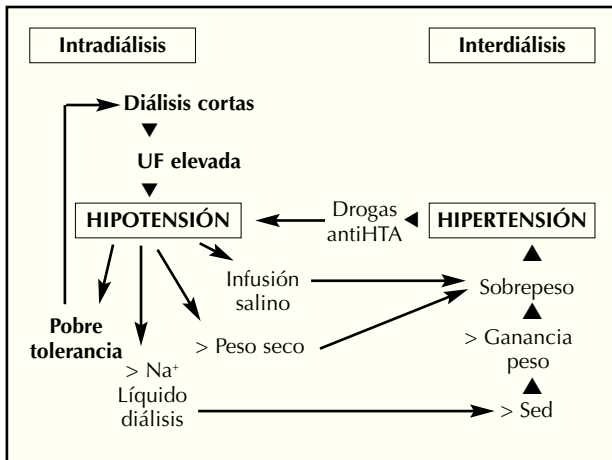 Intradiálisis
Interdiálisis
Diálisis cortas
UF elevada
HIPOTENSIÓN
Drogas
antiHTA
HIPERTENSIÓN
Infusión
salino
Sobrepeso
Pobre
tolerancia
> Peso seco
> Ganancia
peso
> Na⁺
Líquido
diálisis
> Sed